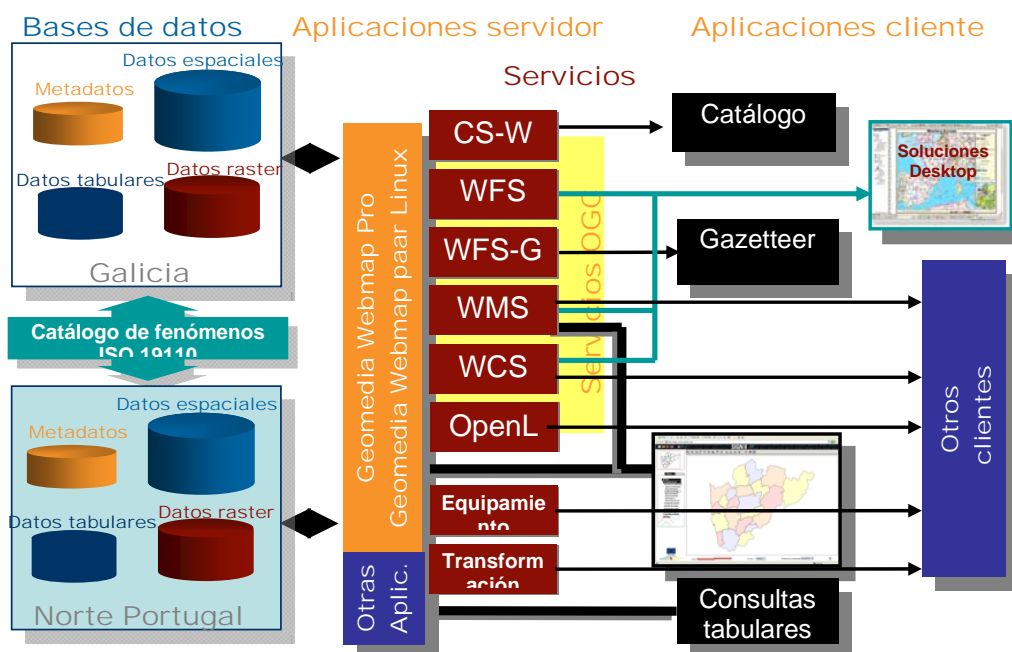 Bases de datos
Aplicaciones servidor
Aplicaciones cliente
Datos espaciales
Metadatos
Datos tabulares
Datos raster
Galicia
Catálogo de fenómenos
ISO 19110
Datos espaciales
Metadatos
Datos tabulares
Datos raster
Norte Portugal
Geomedia Webmap Pro
Geomedia Webmap paar Linux
Otras
Aplic.
Servicios
CS-W
WFS
WFS-G
WMS
WCS
OpenL
Servicios OGC
Equipamie
nto
Transform
ación
Catálogo
Gazetteer
Soluciones
Desktop
Consultas
tabulares
Otros
clientes